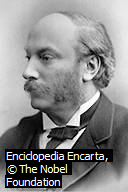 Enciclopedia Encarta,
© The Nobel
Foundation